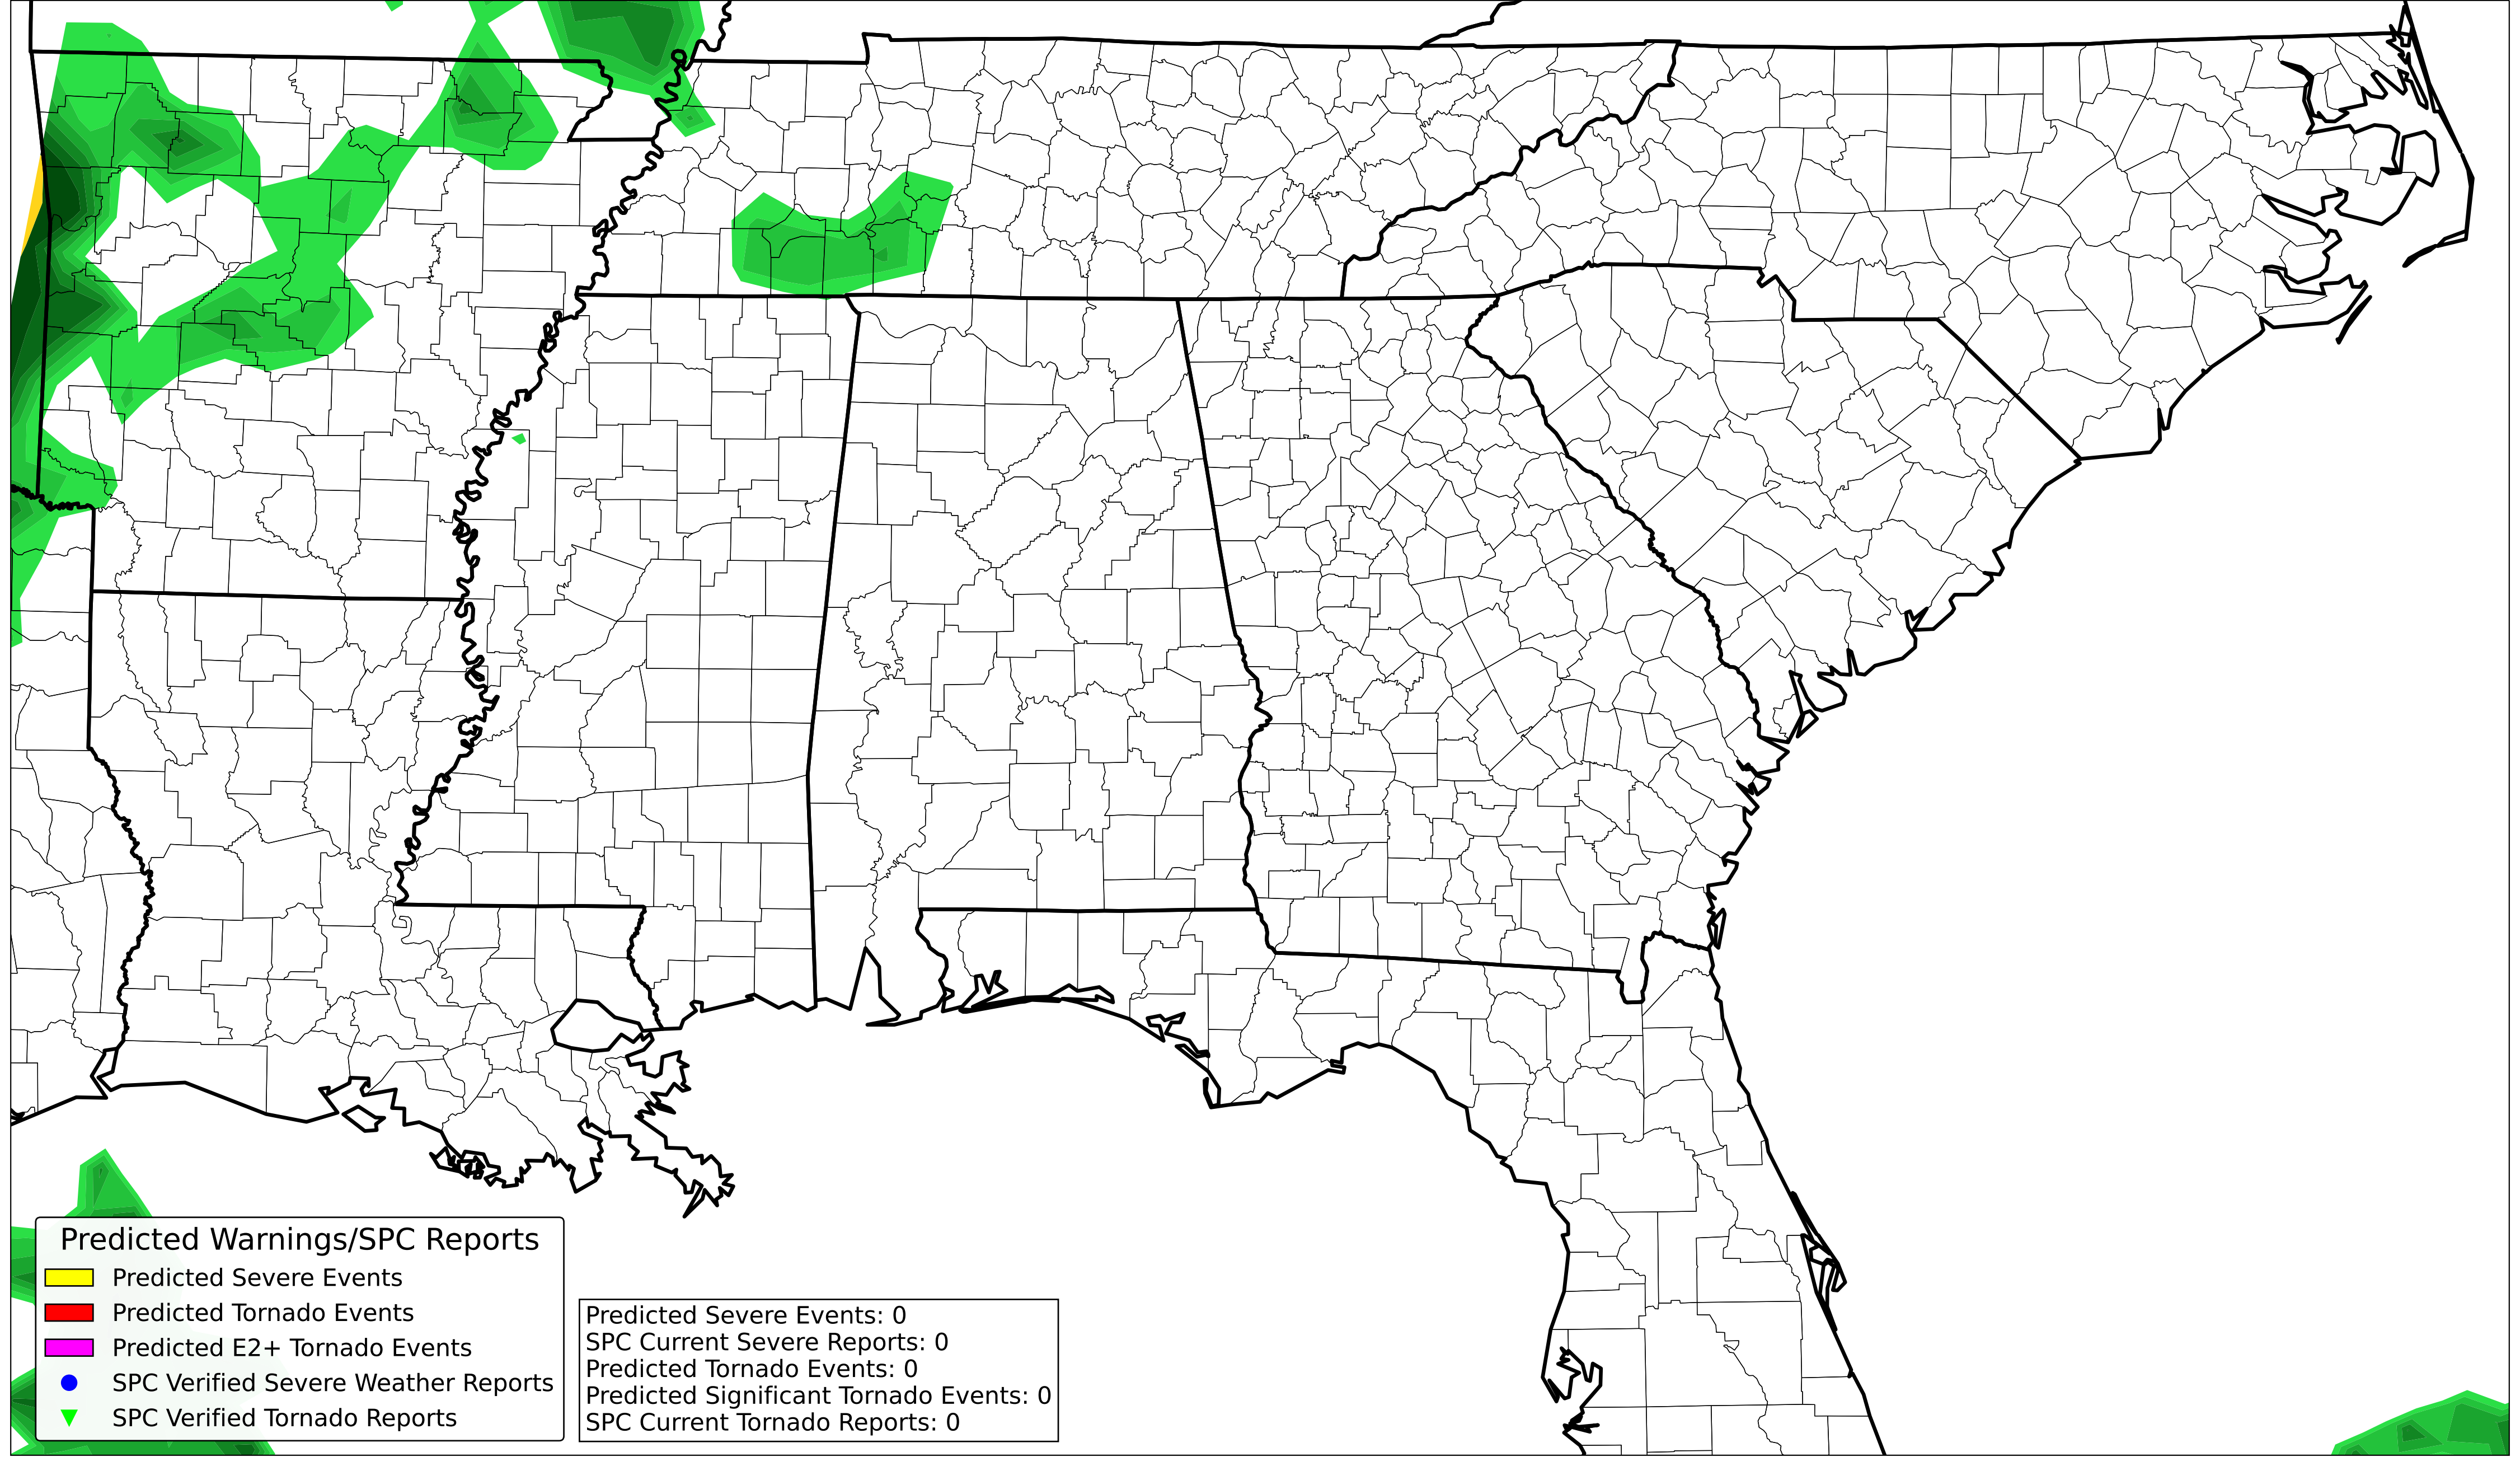 Predicted Warnings/SPC Reports
Predicted Severe Events
Predicted Tornado Events
Predicted E2+ Tornado Events
SPC Verified Severe Weather Reports
SPC Verified Tornado Reports
Predicted Severe Events: 0
SPC Current Severe Reports: 0
Predicted Tornado Events: 0
Predicted Significant Tornado Events: 0
SPC Current Tornado Reports: 0